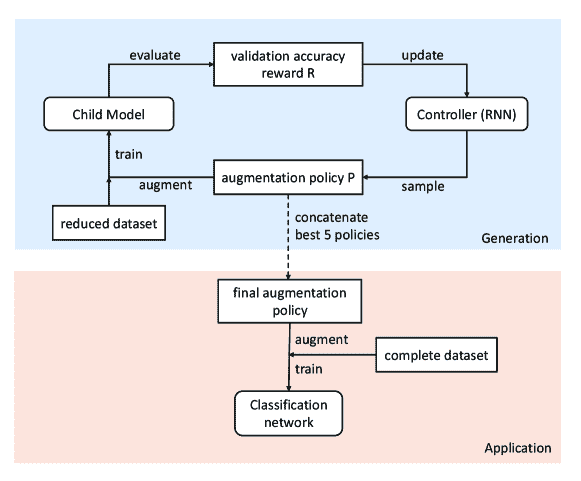 evaluate
validation accuracy
reward R
update
Child Model
Controller (RNN)
train
augment
augmentation policy P
sample
reduced dataset
concatenate
best 5 policies
Generation
final augmentation
policy
augment
train
complete dataset
Classification
network
Application